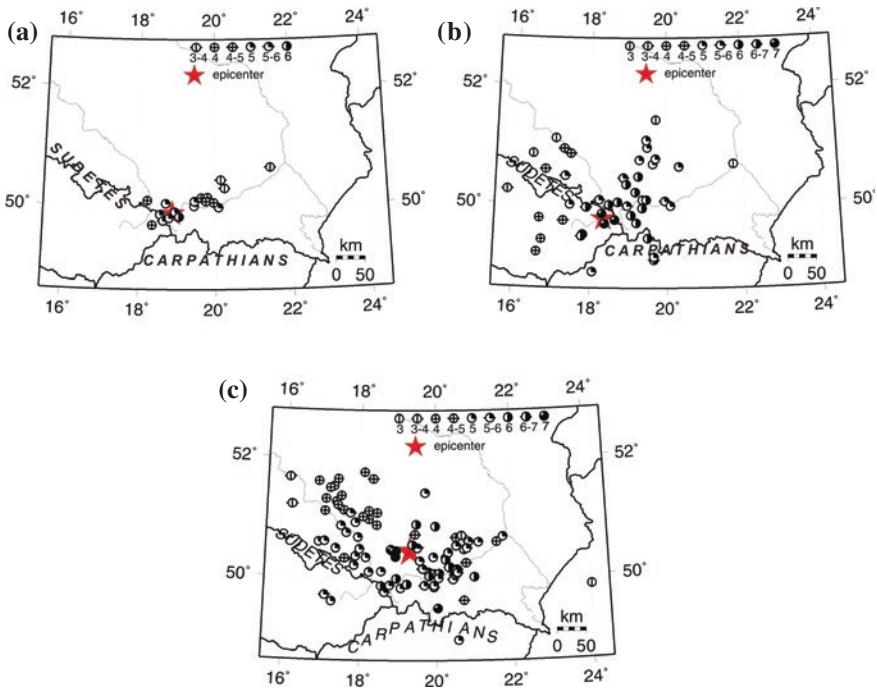 (a)
16˚ 18˚ 20˚ 22˚ 24˚
3-4 4 4-5 5 5-6 6
epicenter
52˚ 52˚
SUDETES
50˚ 50˚
CARPATHIANS
km
0 50
16˚ 18˚ 20˚ 22˚ 24˚
(b)
16˚ 18˚ 20˚ 22˚ 24˚
3 3-4 4 4-5 5 5-6 6 6-7 7
epicenter
52˚ 52˚
SUDETES
50˚ 50˚
CARPATHIANS
km
0 50
16˚ 18˚ 20˚ 22˚ 24˚
(c)
16˚ 18˚ 20˚ 22˚ 24˚
3 3-4 4 4-5 5 5-6 6 6-7 7
epicenter
52˚ 52˚
SUDETES
50˚ 50˚
CARPATHIANS
km
0 50
16˚ 18˚ 20˚ 22˚ 24˚